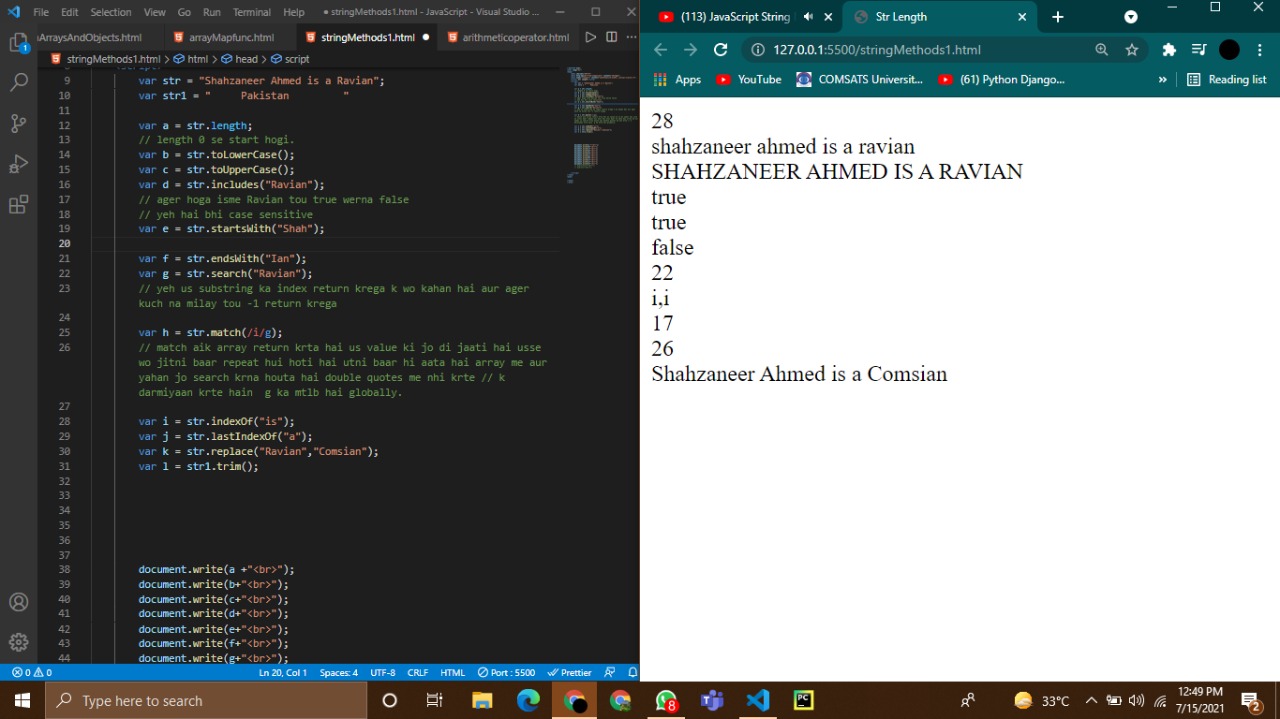 File Edit Selection View Go Run Terminal Help ● stringMethods1.html - JavaScript - Visual Studio ...
ArraysAndObjects.html arrayMapfunc.html stringMethods1.html ● arithmeticoperator.html
stringMethods1.html > html > head > script
9 var str = "Shahzaneer Ahmed is a Ravian";
10 var str1 = "     Pakistan         "
11
12 var a = str.length;
13 // length 0 se start hogi.
14 var b = str.toLowerCase();
15 var c = str.toUpperCase();
16 var d = str.includes("Ravian");
17 // ager hoga isme Ravian tou true werna false
18 // yeh hai bhi case sensitive
19 var e = str.startsWith("Shah");
20
21 var f = str.endsWith("Ian");
22 var g = str.search("Ravian");
23 // yeh us substring ka index return krega k wo kahan hai aur ager
kuch na milay tou -1 return krega
24
25 var h = str.match(/i/g);
26 // match aik array return krta hai us value ki jo di jaati hai usse
wo jitni baar repeat hui hoti hai utni baar hi aata hai array me aur
yahan jo search krna houta hai double quotes me nhi krte // k
darmiyaan krte hain  g ka mtlb hai globally.
27
28 var i = str.indexOf("is");
29 var j = str.lastIndexOf("a");
30 var k = str.replace("Ravian","Comsian");
31 var l = str1.trim();
32
33
34
35
36
37
38 document.write(a +"<br>");
39 document.write(b+"<br>");
40 document.write(c+"<br>");
41 document.write(d+"<br>");
42 document.write(e+"<br>");
43 document.write(f+"<br>");
44 document.write(g+"<br>");
0 0 Ln 20, Col 1 Spaces: 4 UTF-8 CRLF HTML Port : 5500 Prettier
(113) JavaScript String Str Length
127.0.0.1:5500/stringMethods1.html
Apps YouTube COMSATS Universit... (61) Python Django... » Reading list
28
shahzaneer ahmed is a ravian
SHAHZANEER AHMED IS A RAVIAN
true
true
false
22
i,i
17
26
Shahzaneer Ahmed is a Comsian
Type here to search
8
PC
33°C
12:49 PM
7/15/2021
2